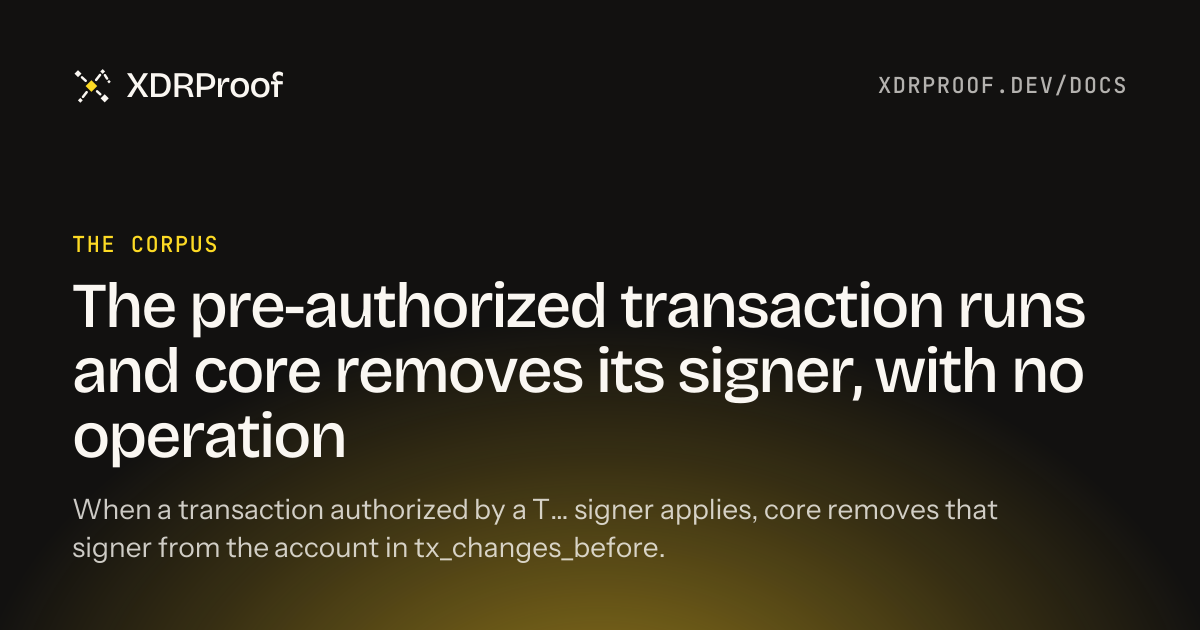 XDRProof
XDRPROOF.DEV/DOCS
THE CORPUS
The pre-authorized transaction runs
and core removes its signer, with no
operation
When a transaction authorized by a T… signer applies, core removes that
signer from the account in tx_changes_before.